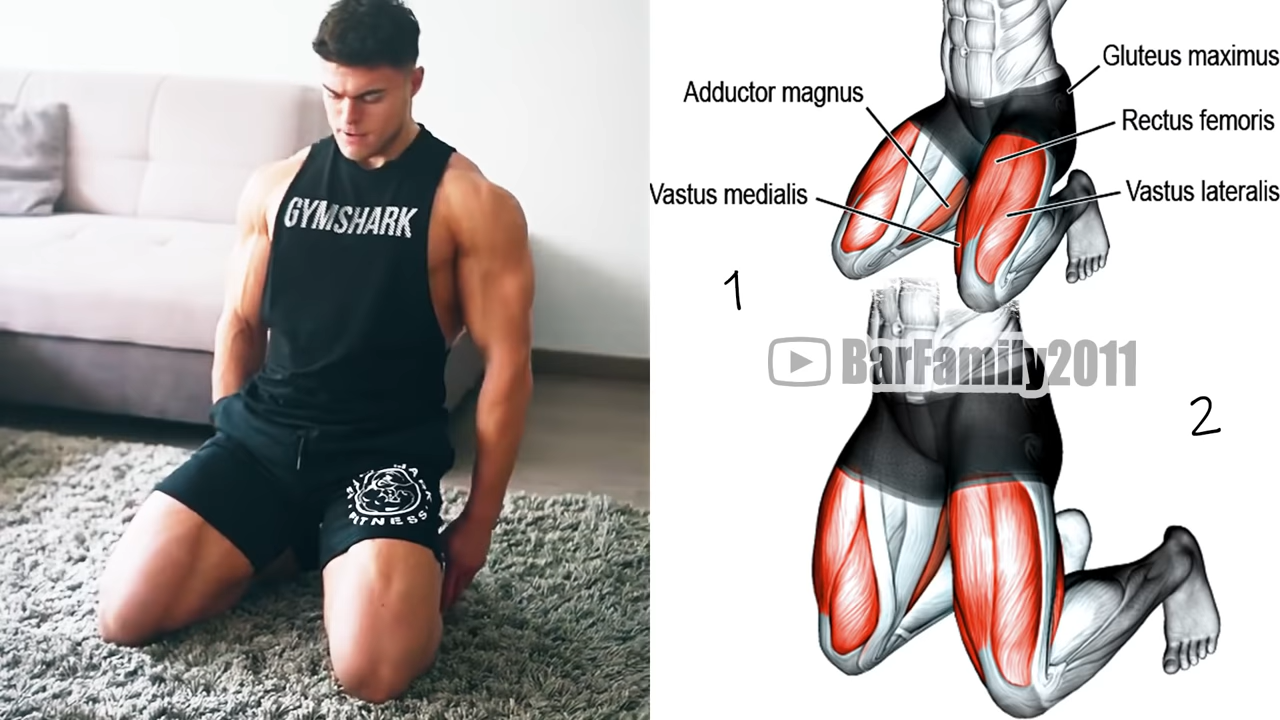 GYMSHARK
FITNESS
Gluteus maximus
Adductor magnus
Rectus femoris
Vastus medialis
Vastus lateralis
1
BarFamily2011
2